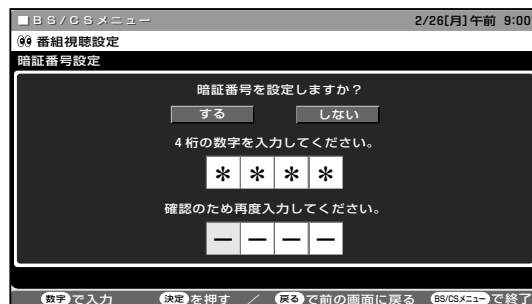 ■BS/CSメニュー 2/26[月]午前 9:00
番組視聴設定
暗証番号設定
暗証番号を設定しますか？
する しない
4桁の数字を入力してください。
＊ ＊ ＊ ＊
確認のため再度入力してください。
－ － － －
数字で入力 決定を押す ／ 戻るで前の画面に戻る BS/CSメニューで終了